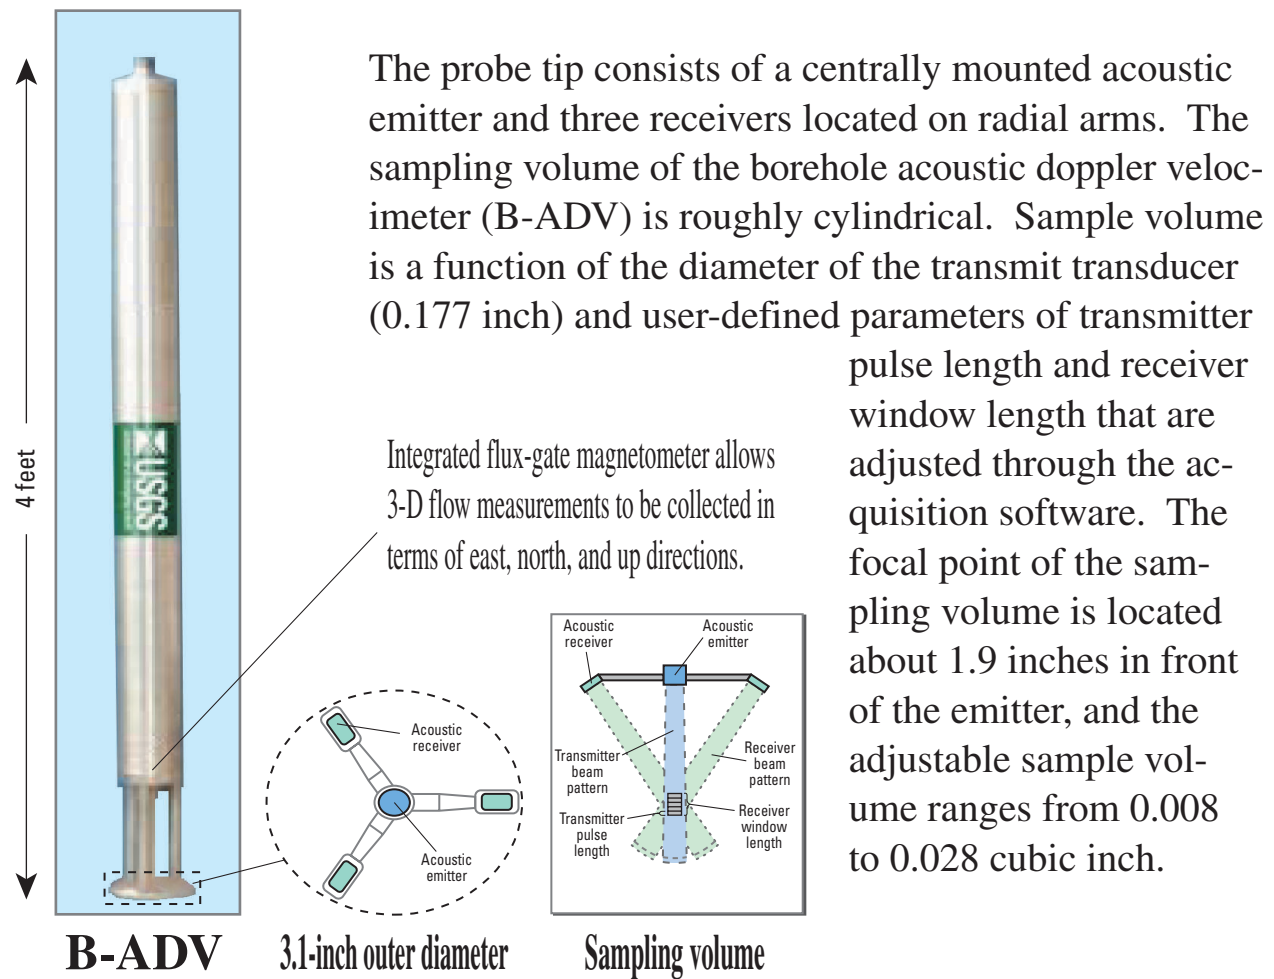 The probe tip consists of a centrally mounted acoustic
emitter and three receivers located on radial arms.  The
sampling volume of the borehole acoustic doppler veloc-
imeter (B-ADV) is roughly cylindrical.  Sample volume
is a function of the diameter of the transmit transducer
(0.177 inch) and user-defined parameters of transmitter
pulse length and receiver
window length that are
adjusted through the ac-
quisition software.  The
focal point of the sam-
pling volume is located
about 1.9 inches in front
of the emitter, and the
adjustable sample vol-
ume ranges from 0.008
to 0.028 cubic inch.
4 feet
USGS
Integrated flux-gate magnetometer allows
3-D flow measurements to be collected in
terms of east, north, and up directions.
Acoustic
receiver
Acoustic
emitter
Acoustic
receiver
Acoustic
emitter
Transmitter
beam
pattern
Receiver
beam
pattern
Transmitter
pulse
length
Receiver
window
length
B-ADV
3.1-inch outer diameter
Sampling volume